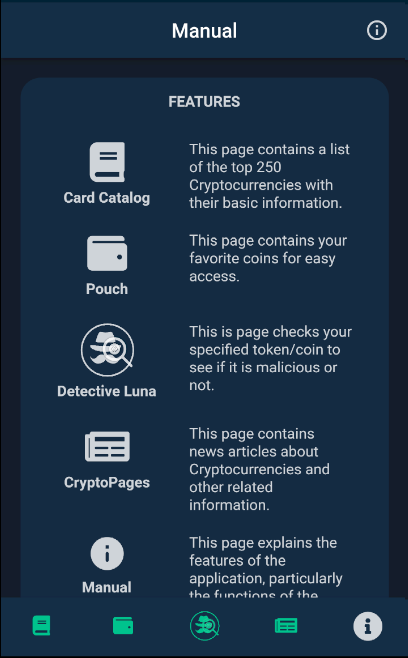 Manual
FEATURES
Card Catalog
This page contains a list
of the top 250
Cryptocurrencies with
their basic information.
Pouch
This page contains your
favorite coins for easy
access.
Detective Luna
This is page checks your
specified token/coin to
see if it is malicious or
not.
CryptoPages
This page contains
news articles about
Cryptocurrencies and
other related
information.
Manual
This page explains the
features of the
application, particularly
the functions of the